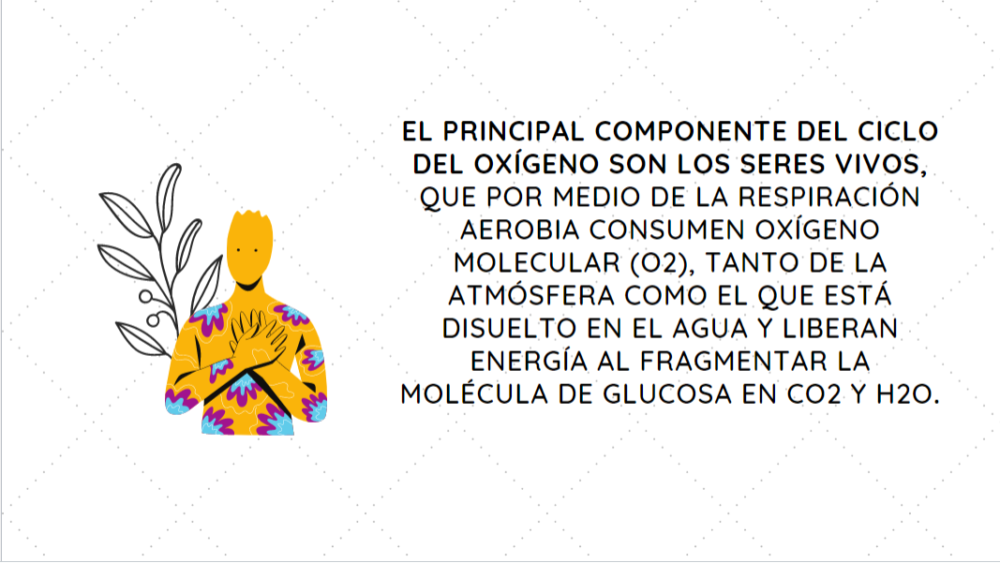 EL PRINCIPAL COMPONENTE DEL CICLO
DEL OXÍGENO SON LOS SERES VIVOS,
QUE POR MEDIO DE LA RESPIRACIÓN
AEROBIA CONSUMEN OXÍGENO
MOLECULAR (O2), TANTO DE LA
ATMÓSFERA COMO EL QUE ESTÁ
DISUELTO EN EL AGUA Y LIBERAN
ENERGÍA AL FRAGMENTAR LA
MOLÉCULA DE GLUCOSA EN CO2 Y H2O.